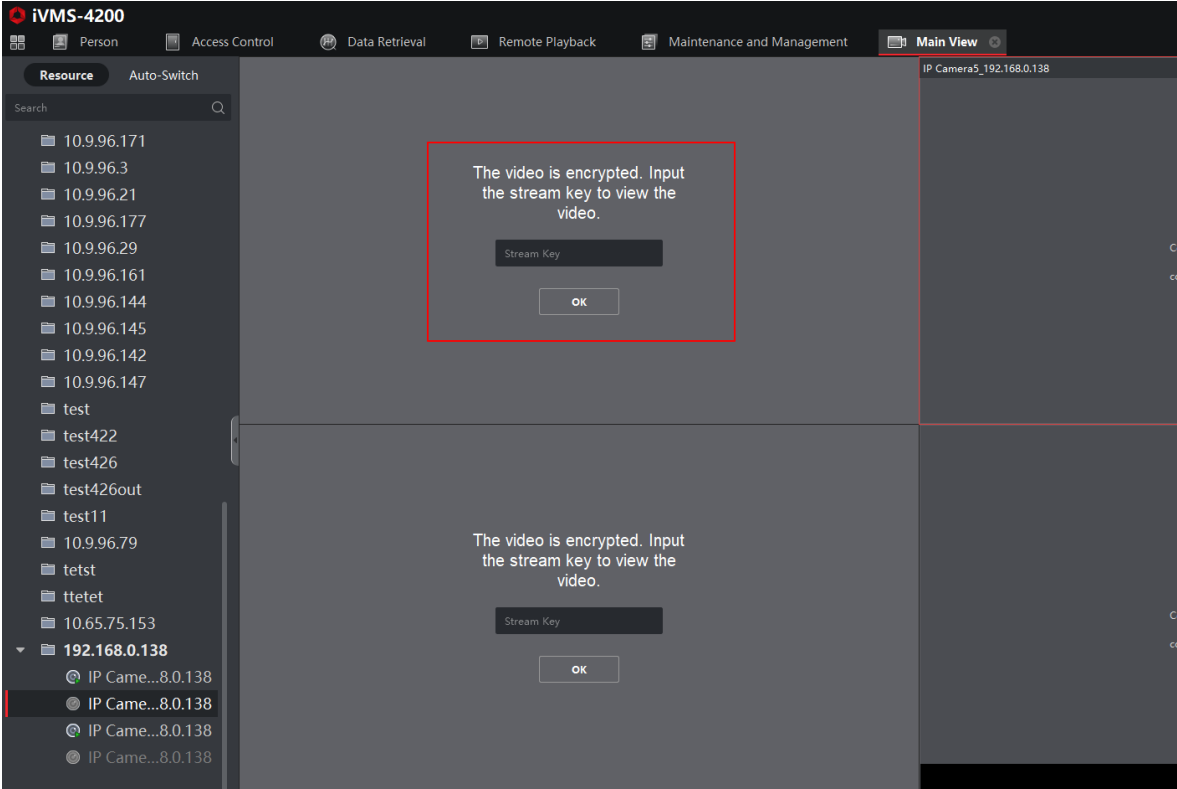 iVMS-4200
Person Access Control Data Retrieval Remote Playback Maintenance and Management Main View
Resource Auto-Switch
Search
10.9.96.171
10.9.96.3
10.9.96.21
10.9.96.177
10.9.96.29
10.9.96.161
10.9.96.144
10.9.96.145
10.9.96.142
10.9.96.147
test
test422
test426
test426out
test11
10.9.96.79
tetst
ttetet
10.65.75.153
192.168.0.138
IP Came...8.0.138
IP Came...8.0.138
IP Came...8.0.138
IP Came...8.0.138
The video is encrypted. Input
the stream key to view the
video.
Stream Key
OK
IP Camera5_192.168.0.138
The video is encrypted. Input
the stream key to view the
video.
Stream Key
OK